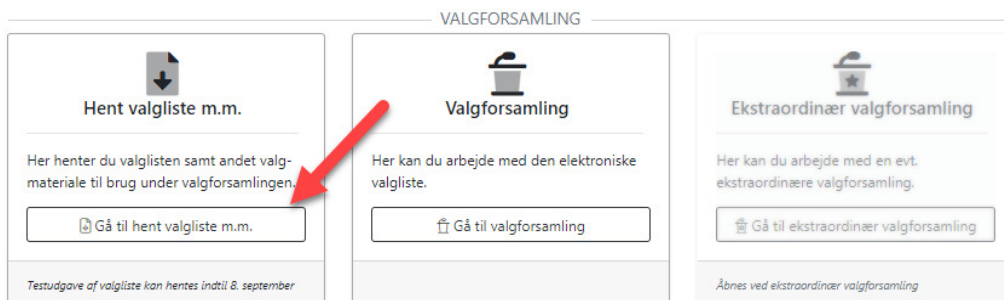 VALGFORSAMLING
Hent valgliste m.m.
Her henter du valglisten samt andet valg-
materiale til brug under valgforsamlingen.
Gå til hent valgliste m.m.
Testudgave af valgliste kan hentes indtil 8. september
Valgforsamling
Her kan du arbejde med den elektroniske
valgliste.
Gå til valgforsamling
Ekstraordinær valgforsamling
Her kan du arbejde med en evt.
ekstraordinære valgforsamling.
Gå til ekstraordinær valgforsamling
Åbnes ved ekstraordinær valgforsamling